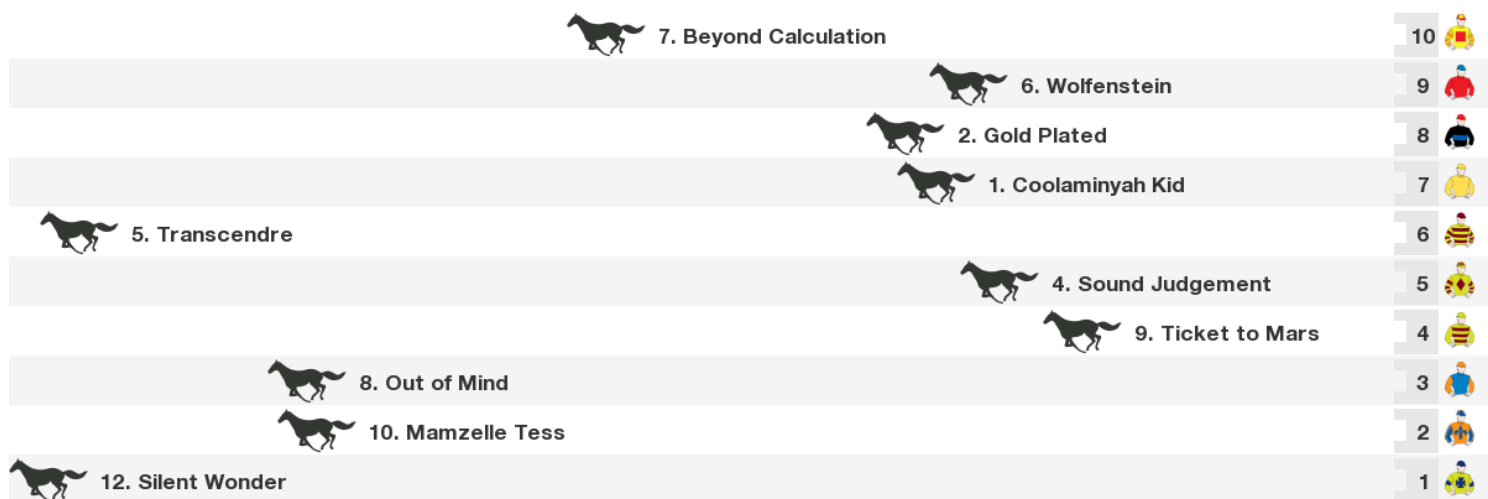 7. Beyond Calculation 10
6. Wolfenstein 9
2. Gold Plated 8
1. Coolaminyah Kid 7
5. Transcendre 6
4. Sound Judgement 5
9. Ticket to Mars 4
8. Out of Mind 3
10. Mamzelle Tess 2
12. Silent Wonder 1